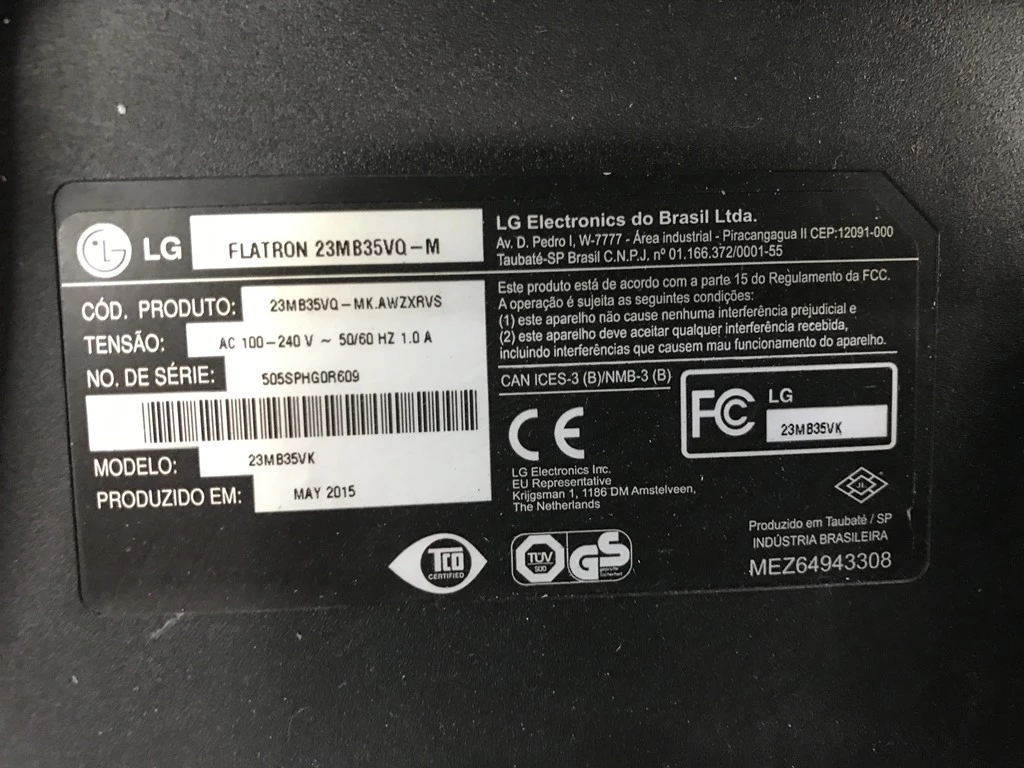 LG FLATRON 23MB35VQ-M
CÓD. PRODUTO: 23MB35VQ-MK.AWZXRVS
TENSÃO: AC 100-240 V ~ 50/60 HZ 1.0 A
NO. DE SÉRIE: 505SPHG0R609
MODELO: 23MB35VK
PRODUZIDO EM: MAY 2015
LG Electronics do Brasil Ltda.
Av. D. Pedro I, W-7777 - Área industrial - Piracangagua II CEP:12091-000
Taubaté-SP Brasil C.N.P.J. nº 01.166.372/0001-55
Este produto está de acordo com a parte 15 do Regulamento da FCC.
A operação é sujeita as seguintes condições:
(1) este aparelho não cause nenhuma interferência prejudicial e
(2) este aparelho deve aceitar qualquer interferência recebida,
incluindo interferências que causem mau funcionamento do aparelho.
CAN ICES-3 (B)/NMB-3 (B)
CE
LG Electronics Inc.
EU Representative
Krijgsman 1, 1186 DM Amstelveen,
The Netherlands
FC LG
23MB35VK
JL
TCO
CERTIFIED
TÜV
SÜD
GS
geprüfte
Sicherheit
Produzido em Taubaté / SP
INDÚSTRIA BRASILEIRA
MEZ64943308